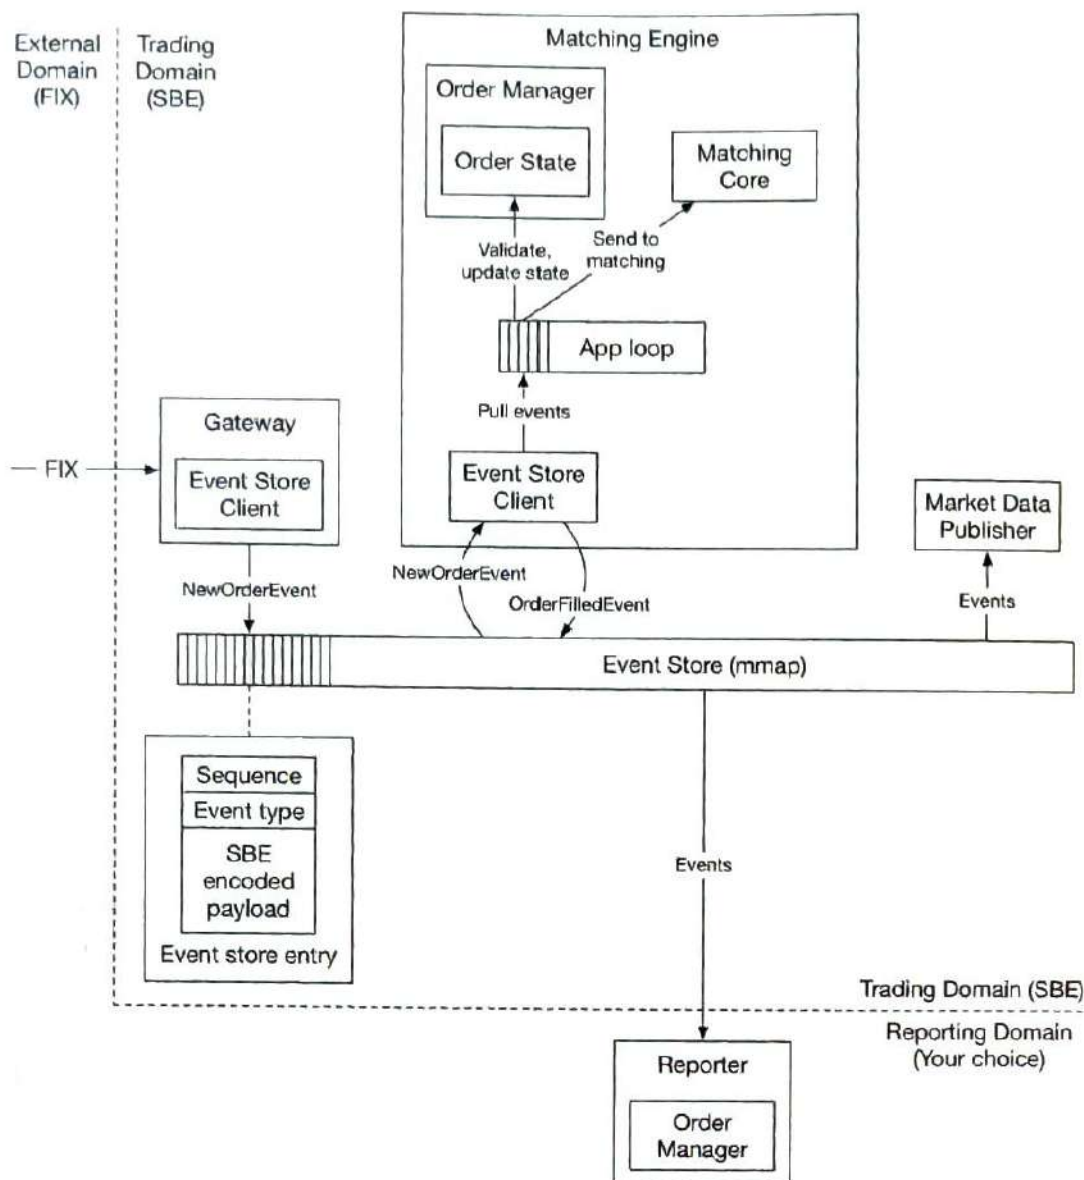 External
Domain
(FIX)
Trading
Domain
(SBE)
Matching Engine
Order Manager
Order State
Matching
Core
Validate,
update state
Send to
matching
App loop
Pull events
Gateway
Event Store
Client
FIX
Event Store
Client
Market Data
Publisher
NewOrderEvent
NewOrderEvent
OrderFilledEvent
Events
Event Store (mmap)
Sequence
Event type
SBE
encoded
payload
Event store entry
Events
Trading Domain (SBE)
Reporting Domain
(Your choice)
Reporter
Order
Manager